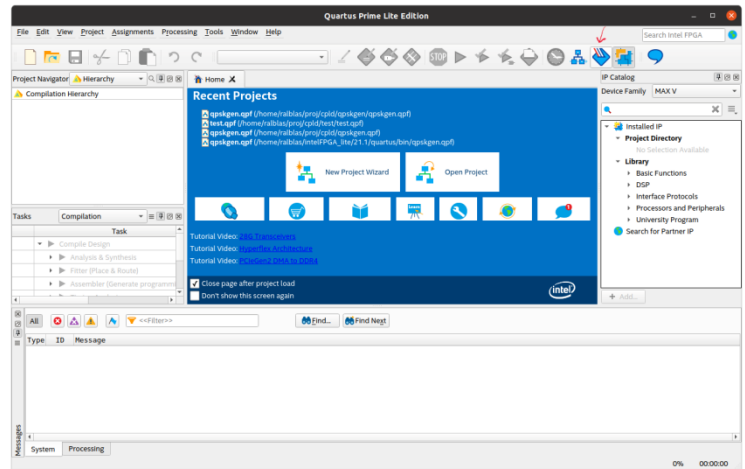 Quartus Prime Lite Edition
File Edit View Project Assignments Processing Tools Window Help
Search Intel FPGA
Project Navigator Hierarchy
Compilation Hierarchy
Home
Recent Projects
qpskgen.qpf (/home/ralblas/proj/cpld/qpskgen/qpskgen.qpf)
test.qpf (/home/ralblas/proj/cpld/test/test.qpf)
qpskgen.qpf (/home/ralblas/proj/cpld/qpskgen.qpf)
qpskgen.qpf (/home/ralblas/intelFPGA_lite/21.1/quartus/bin/qpskgen.qpf)
New Project Wizard
Open Project
Tutorial Video: 28G Transceivers
Tutorial Video: Hyperflex Architecture
Tutorial Video: PCIeGen2 DMA to DDR4
Close page after project load
Don't show this screen again
intel
IP Catalog
Device Family MAX V
Installed IP
Project Directory
No Selection Available
Library
Basic Functions
DSP
Interface Protocols
Processors and Peripherals
University Program
Search for Partner IP
+ Add...
Tasks Compilation
Task
Compile Design
Analysis & Synthesis
Fitter (Place & Route)
Assembler (Generate programmi
All
<<Filter>>
Find...
Find Next
Type ID Message
Messages
System Processing
0% 00:00:00
STOP